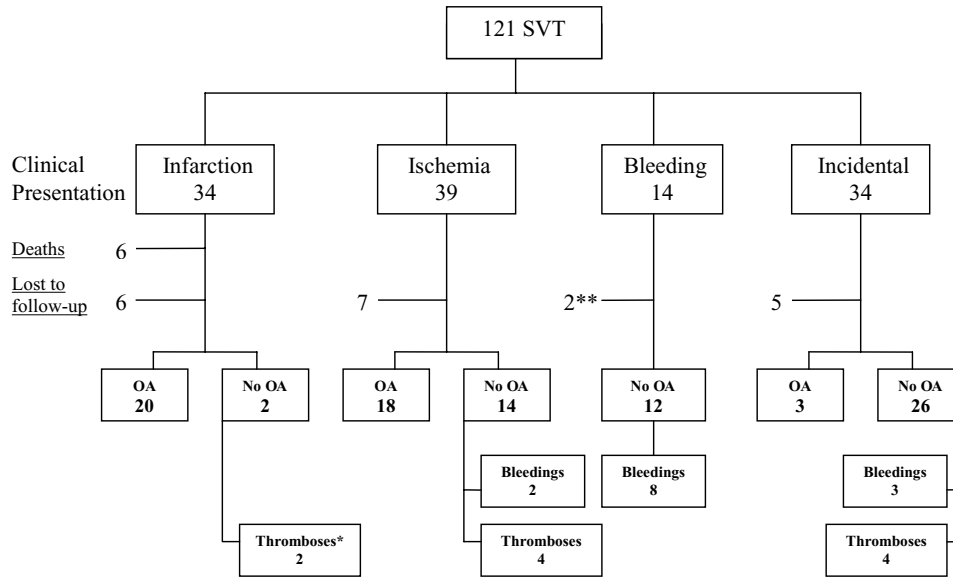 121 SVT
Clinical
Presentation
Infarction
34
Ischemia
39
Bleeding
14
Incidental
34
Deaths
6
Lost to
follow-up
6
7
2**
5
OA
20
No OA
2
OA
18
No OA
14
No OA
12
OA
3
No OA
26
Bleedings
2
Bleedings
8
Bleedings
3
Thromboses*
2
Thromboses
4
Thromboses
4